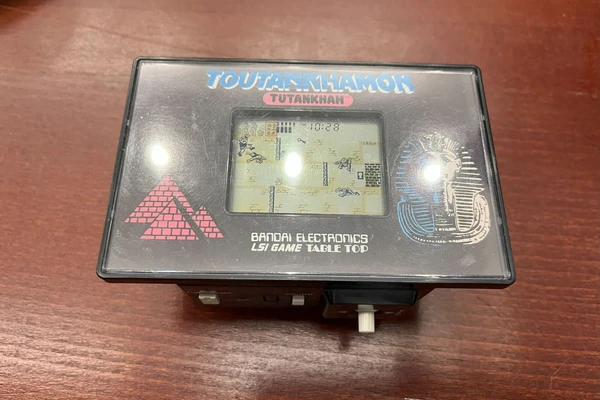 TOUTANKHAMON
TUTANKHAM
10:28
BANDAI ELECTRONICS
LSI GAME TABLE TOP